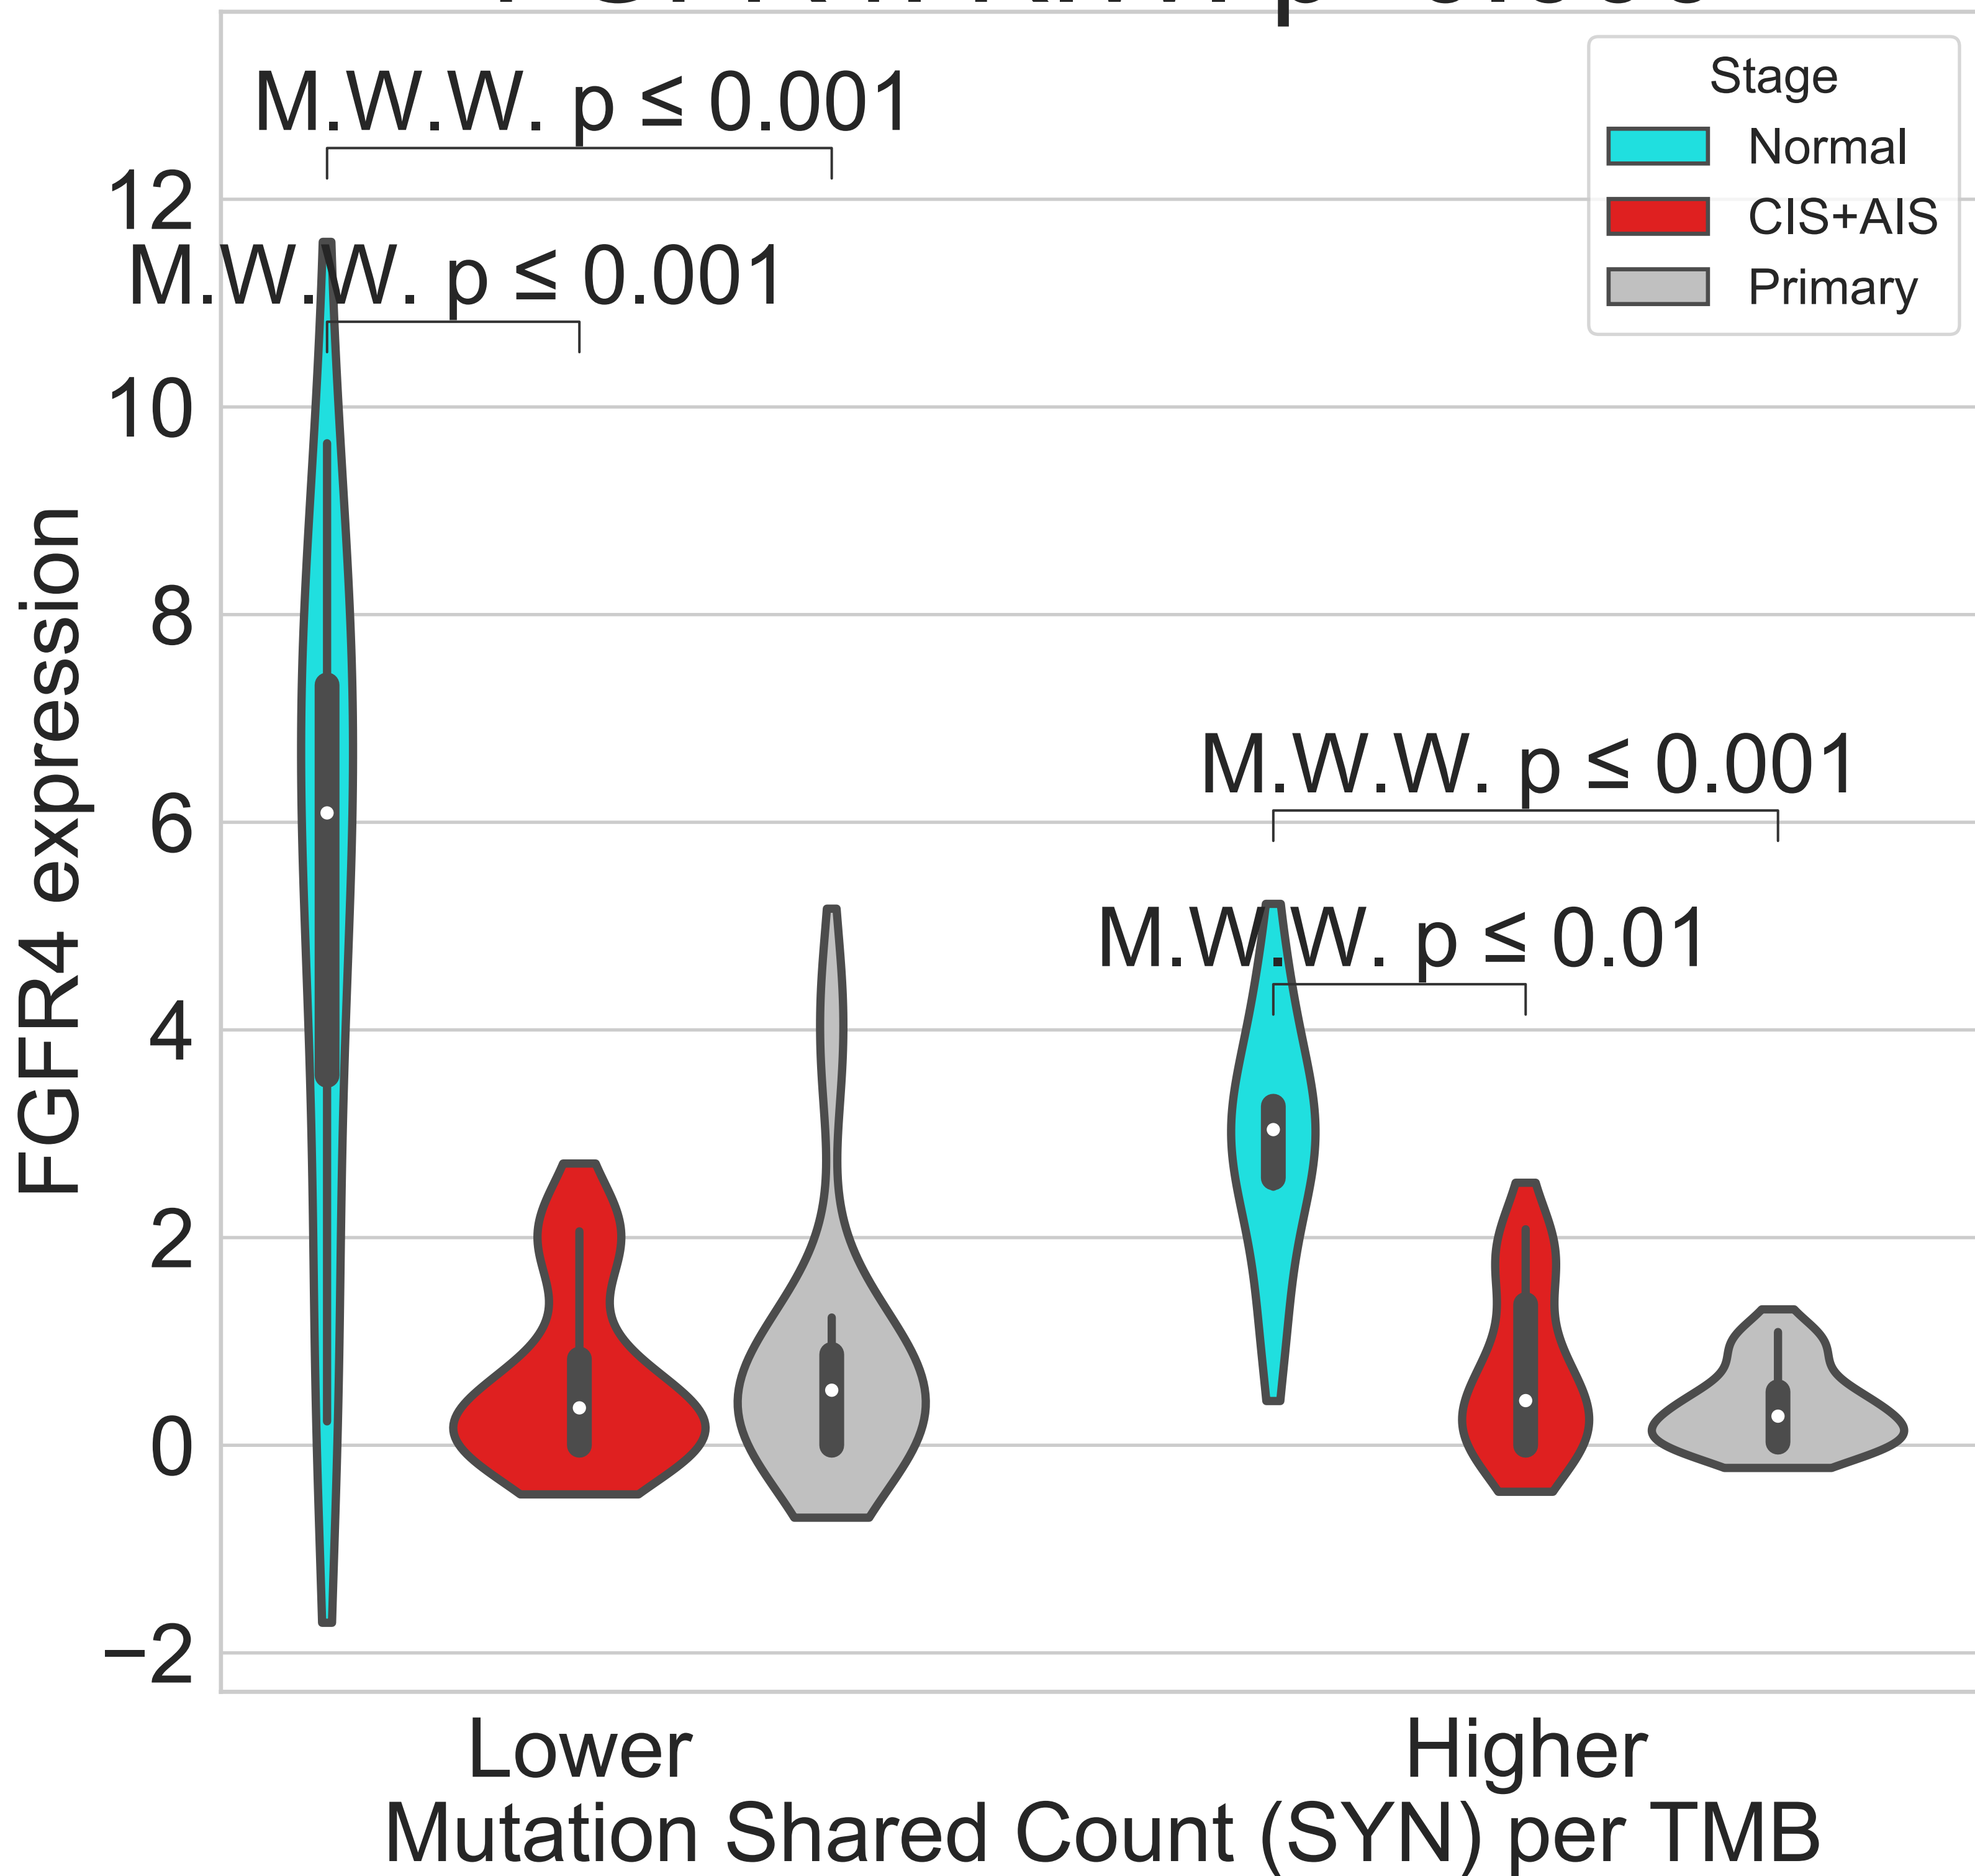 M.W.W. p ≤ 0.001
Stage
Normal
CIS+AIS
Primary
12
M.W.W. p ≤ 0.001
10
8
M.W.W. p ≤ 0.001
6
M.W.W. p ≤ 0.01
4
2
0
−2
FGFR4 expression
Lower
Higher
Mutation Shared Count (SYN) per TMB